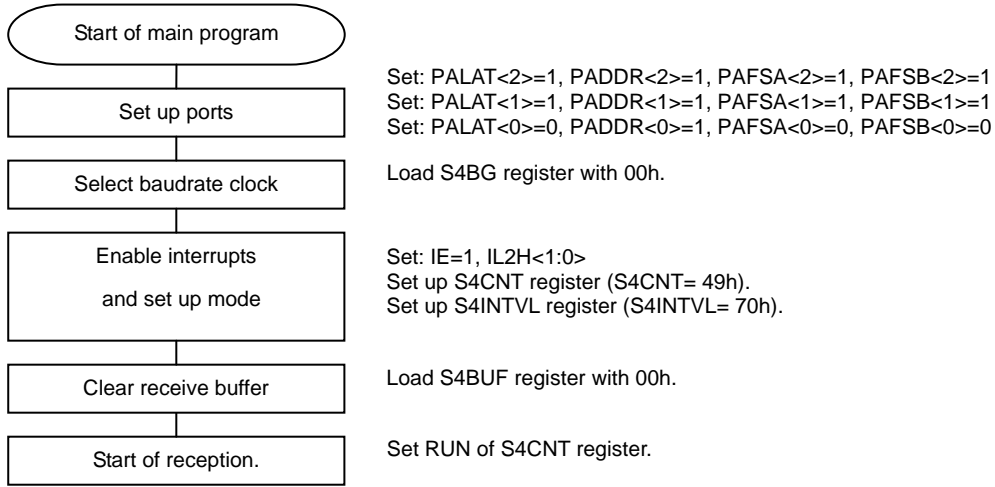 Start of main program
Set up ports
Set: PALAT<2>=1, PADDR<2>=1, PAFSA<2>=1, PAFSB<2>=1
Set: PALAT<1>=1, PADDR<1>=1, PAFSA<1>=1, PAFSB<1>=1
Set: PALAT<0>=0, PADDR<0>=1, PAFSA<0>=0, PAFSB<0>=0
Select baudrate clock
Load S4BG register with 00h.
Enable interrupts
and set up mode
Set: IE=1, IL2H<1:0>
Set up S4CNT register (S4CNT= 49h).
Set up S4INTVL register (S4INTVL= 70h).
Clear receive buffer
Load S4BUF register with 00h.
Start of reception.
Set RUN of S4CNT register.